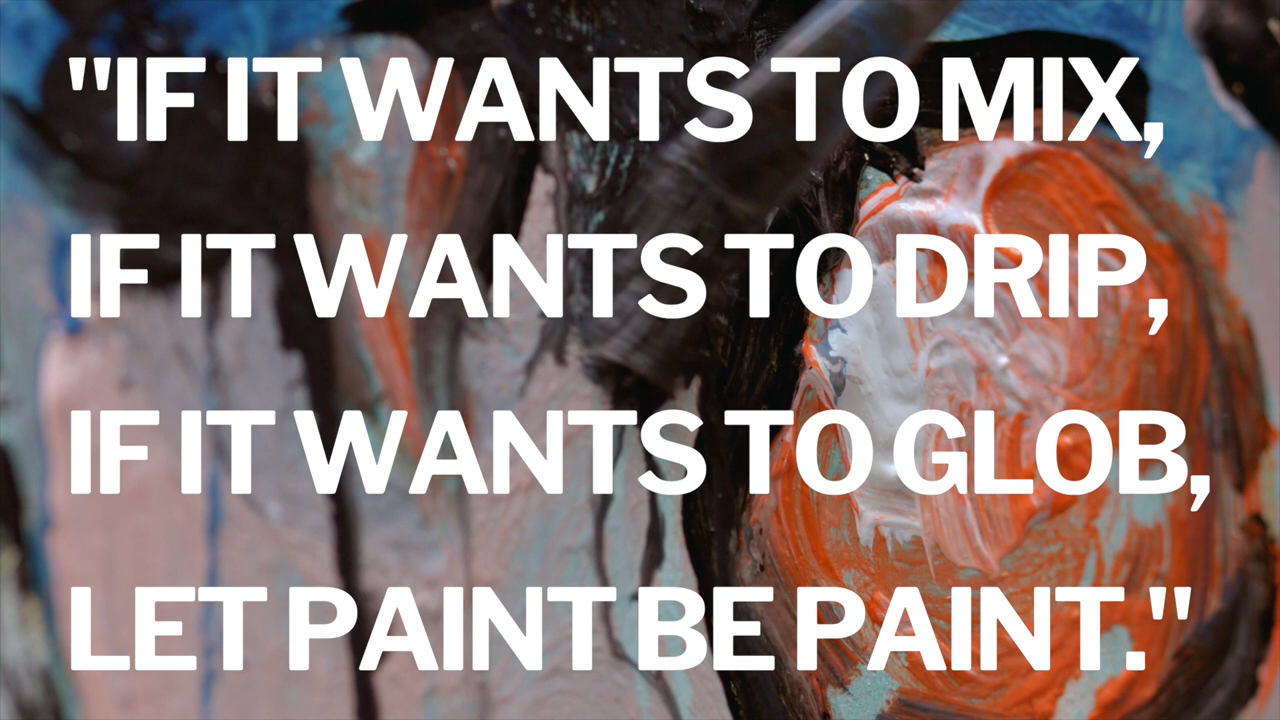 "IF IT WANTS TO MIX,
IF IT WANTS TO DRIP,
IF IT WANTS TO GLOB,
LET PAINT BE PAINT."